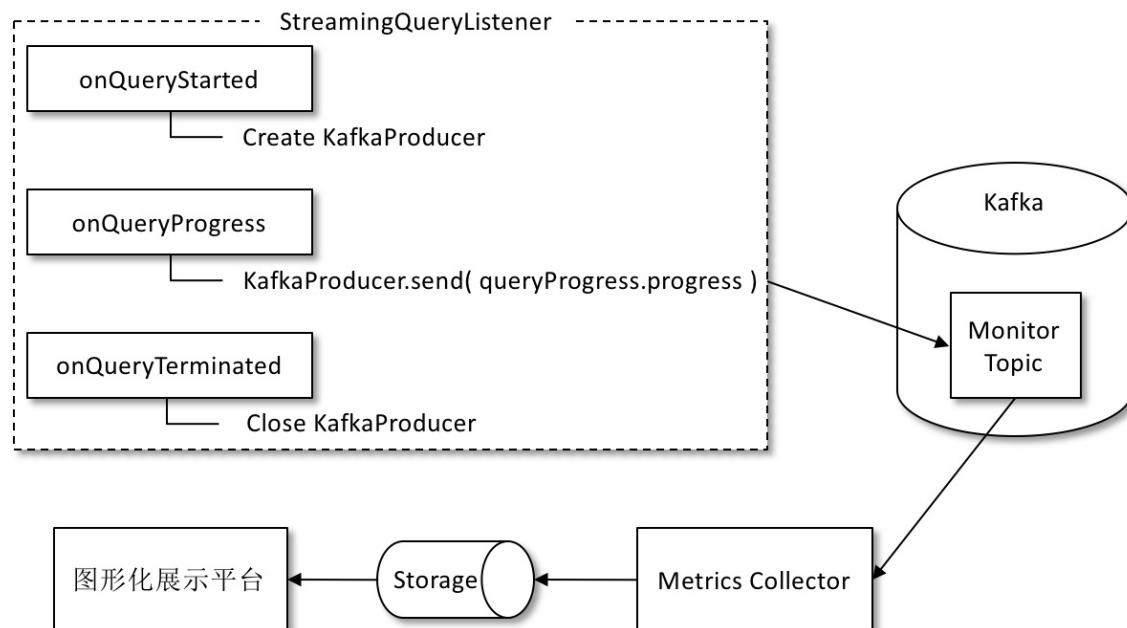 StreamingQueryListener
onQueryStarted
Create KafkaProducer
onQueryProgress
KafkaProducer.send( queryProgress.progress )
onQueryTerminated
Close KafkaProducer
Kafka
Monitor
Topic
图形化展示平台
Storage
Metrics Collector